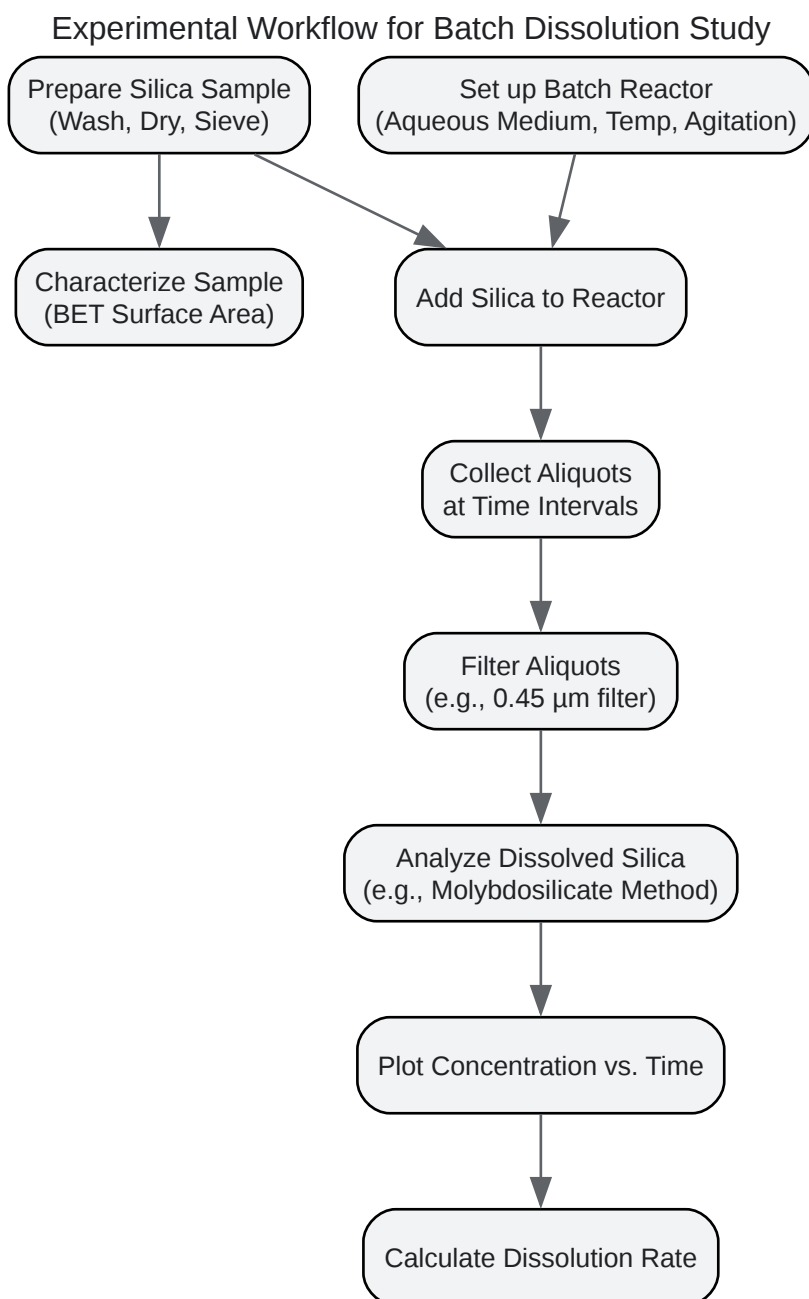 Experimental Workflow for Batch Dissolution Study
Prepare Silica Sample
(Wash, Dry, Sieve)
Set up Batch Reactor
(Aqueous Medium, Temp, Agitation)
Characterize Sample
(BET Surface Area)
Add Silica to Reactor
Collect Aliquots
at Time Intervals
Filter Aliquots
(e.g., 0.45 µm filter)
Analyze Dissolved Silica
(e.g., Molybdosilicate Method)
Plot Concentration vs. Time
Calculate Dissolution Rate